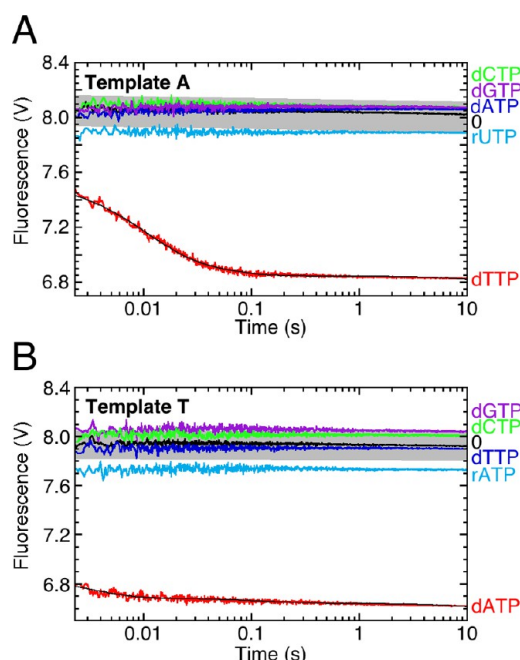 A
8.4
Template A
dCTP
dGTP
8.0
dATP
0
rUTP
7.6
Fluorescence (V)
7.2
6.8
dTTP
0.01 0.1 1 10
Time (s)
B
8.4
Template T
dGTP
dCTP
8.0
0
dTTP
rATP
7.6
Fluorescence (V)
7.2
6.8
dATP
0.01 0.1 1 10
Time (s)